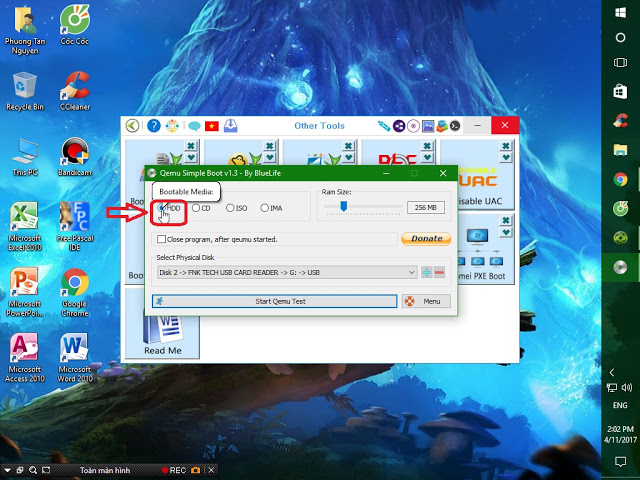 Phuong Tan
Nguyen
Cốc Cốc
Recycle Bin
CCleaner
This PC
Bandicam
Microsoft
Excel 2010
Free Pascal
IDE
Microsoft
PowerPoi...
Google
Chrome
Microsoft
Access 2010
Microsoft
Word 2010
Other Tools
Qemu Simple Boot v1.3 - By BlueLife
Bootable Media:
HDD
CD
ISO
IMA
Ram Size:
256 MB
Close program, after qeumu started.
Donate
Select Physical Disk
Disk 2 -> FNK TECH USB CARD READER -> G: -> USB
Start Qemu Test
Menu
UAC
isable UAC
mei PXE Boot
Read Me
Toàn màn hình
REC
ENG
2:02 PM
4/11/2017